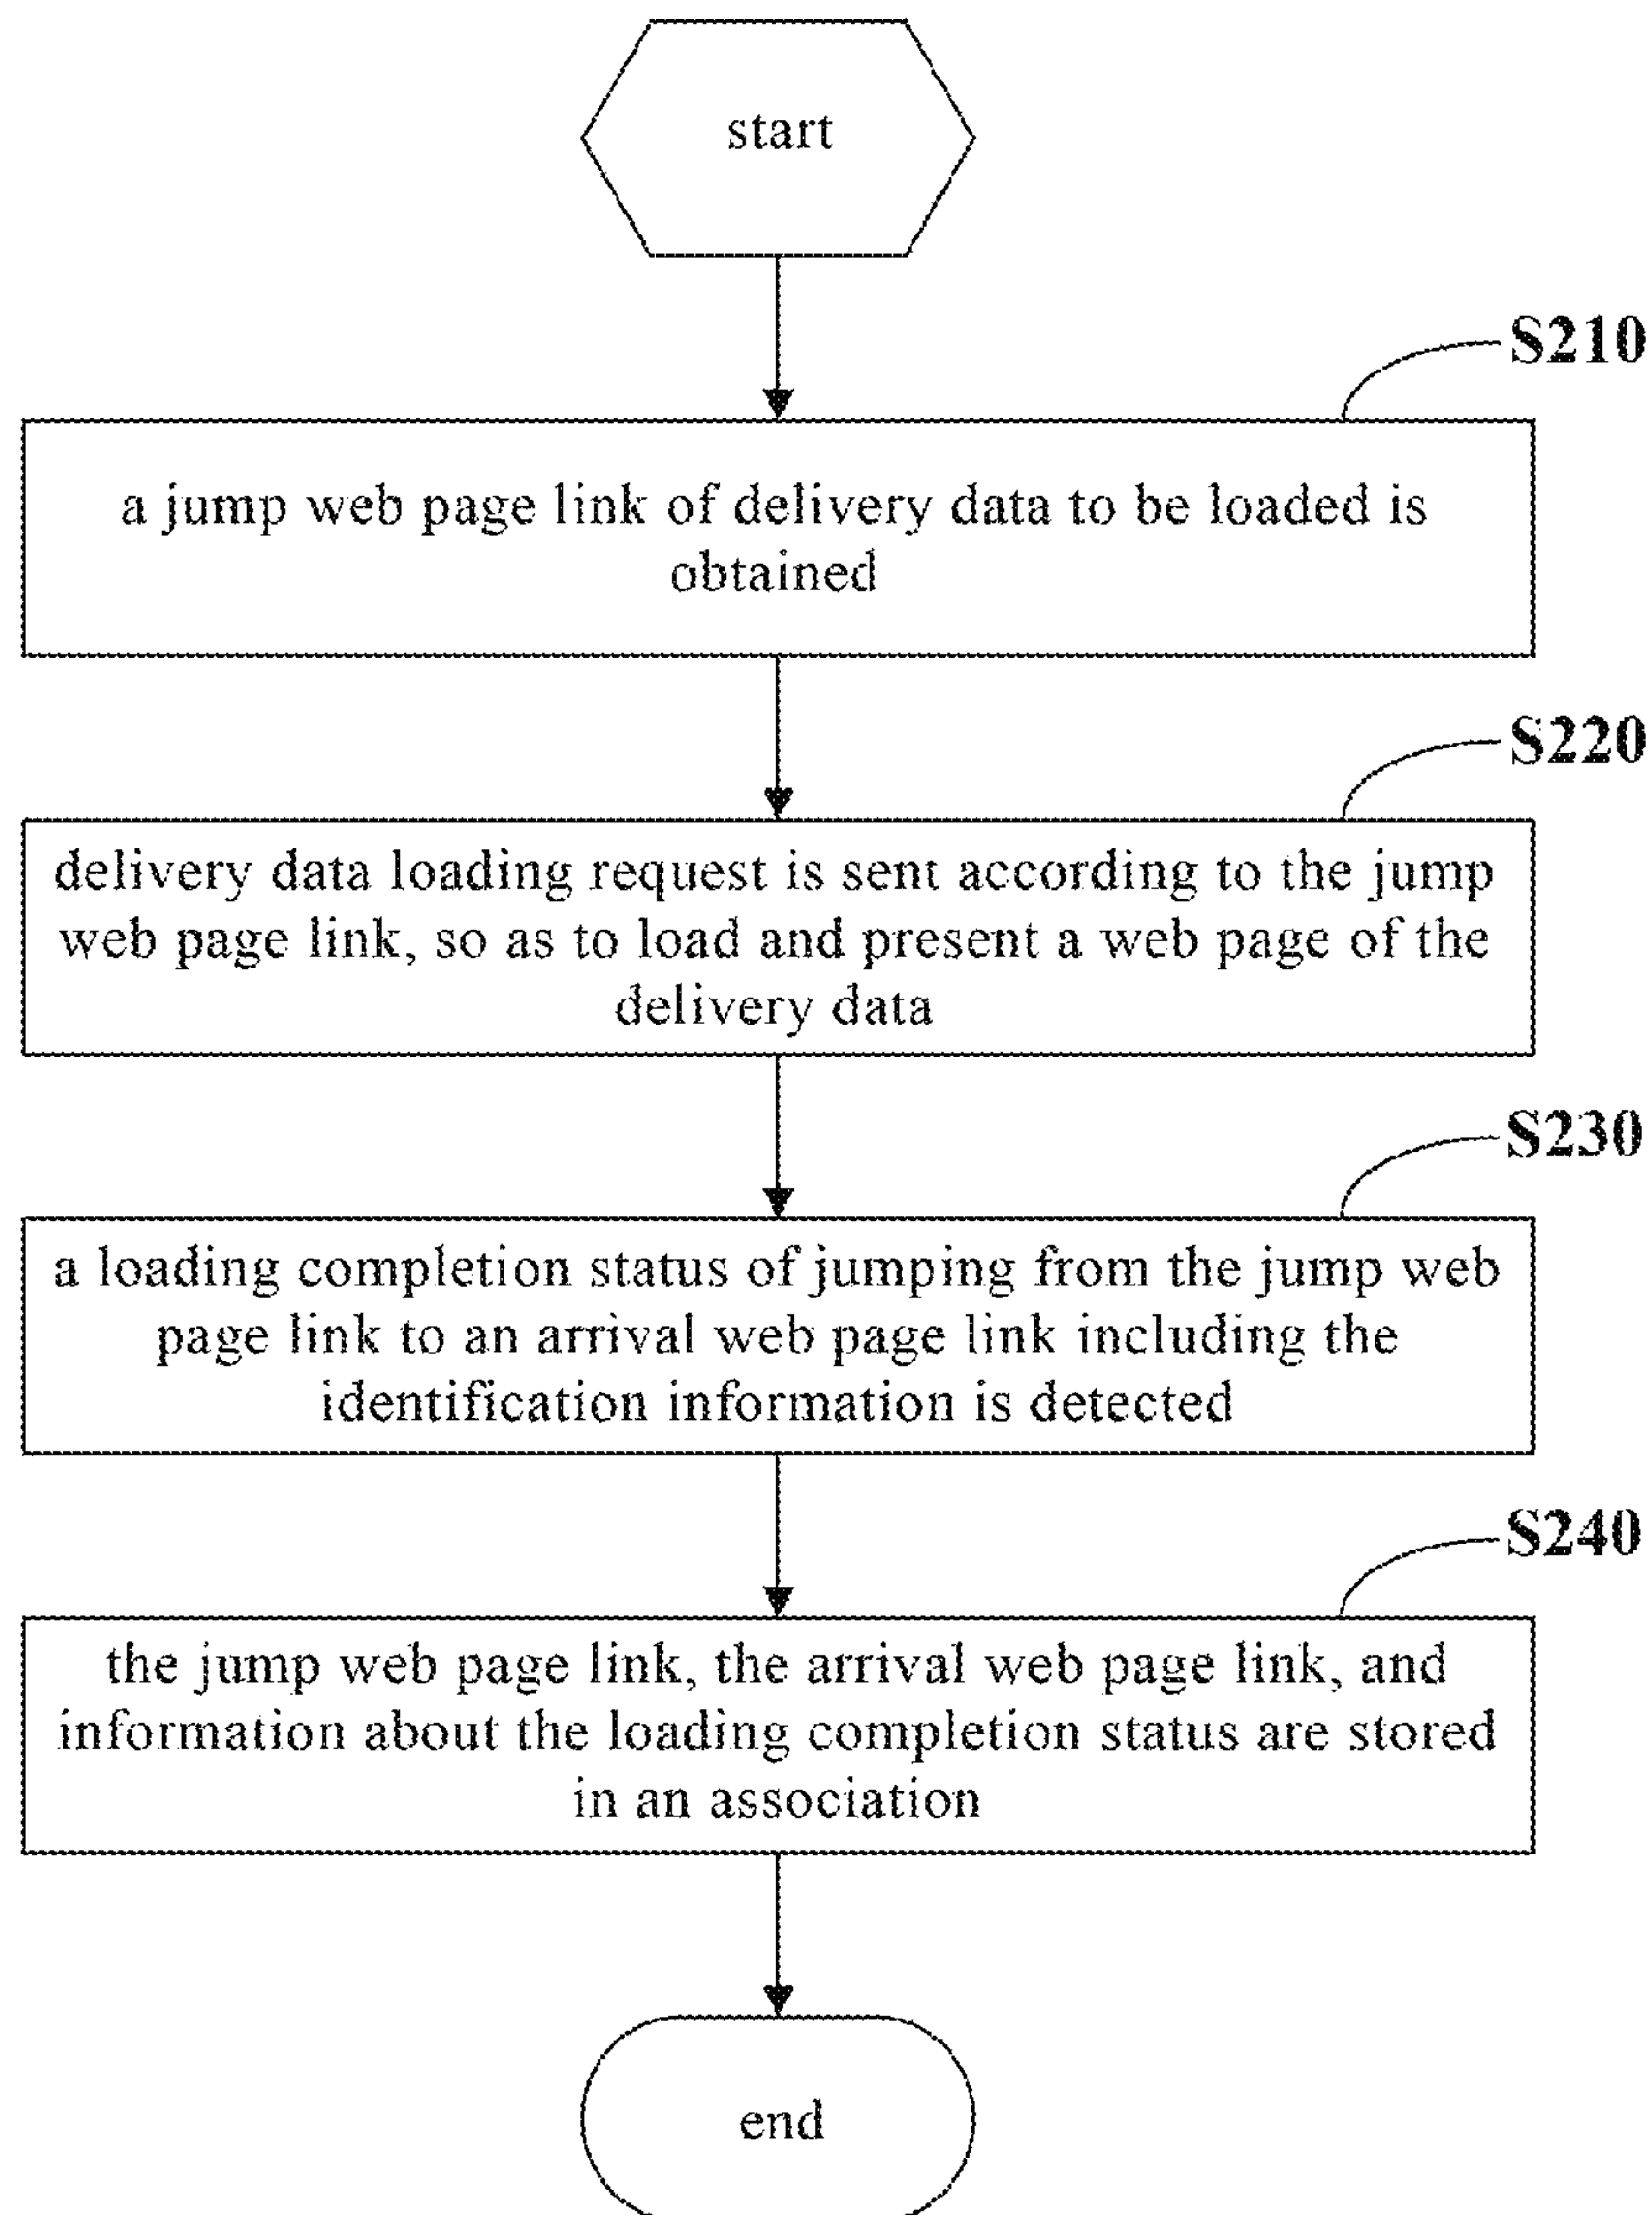 start
S210
a jump web page link of delivery data to be loaded is
obtained
S220
delivery data loading request is sent according to the jump
web page link, so as to load and present a web page of the
delivery data
S230
a loading completion status of jumping from the jump web
page link to an arrival web page link including the
identification information is detected
S240
the jump web page link, the arrival web page link, and
information about the loading completion status are stored
in an association
end